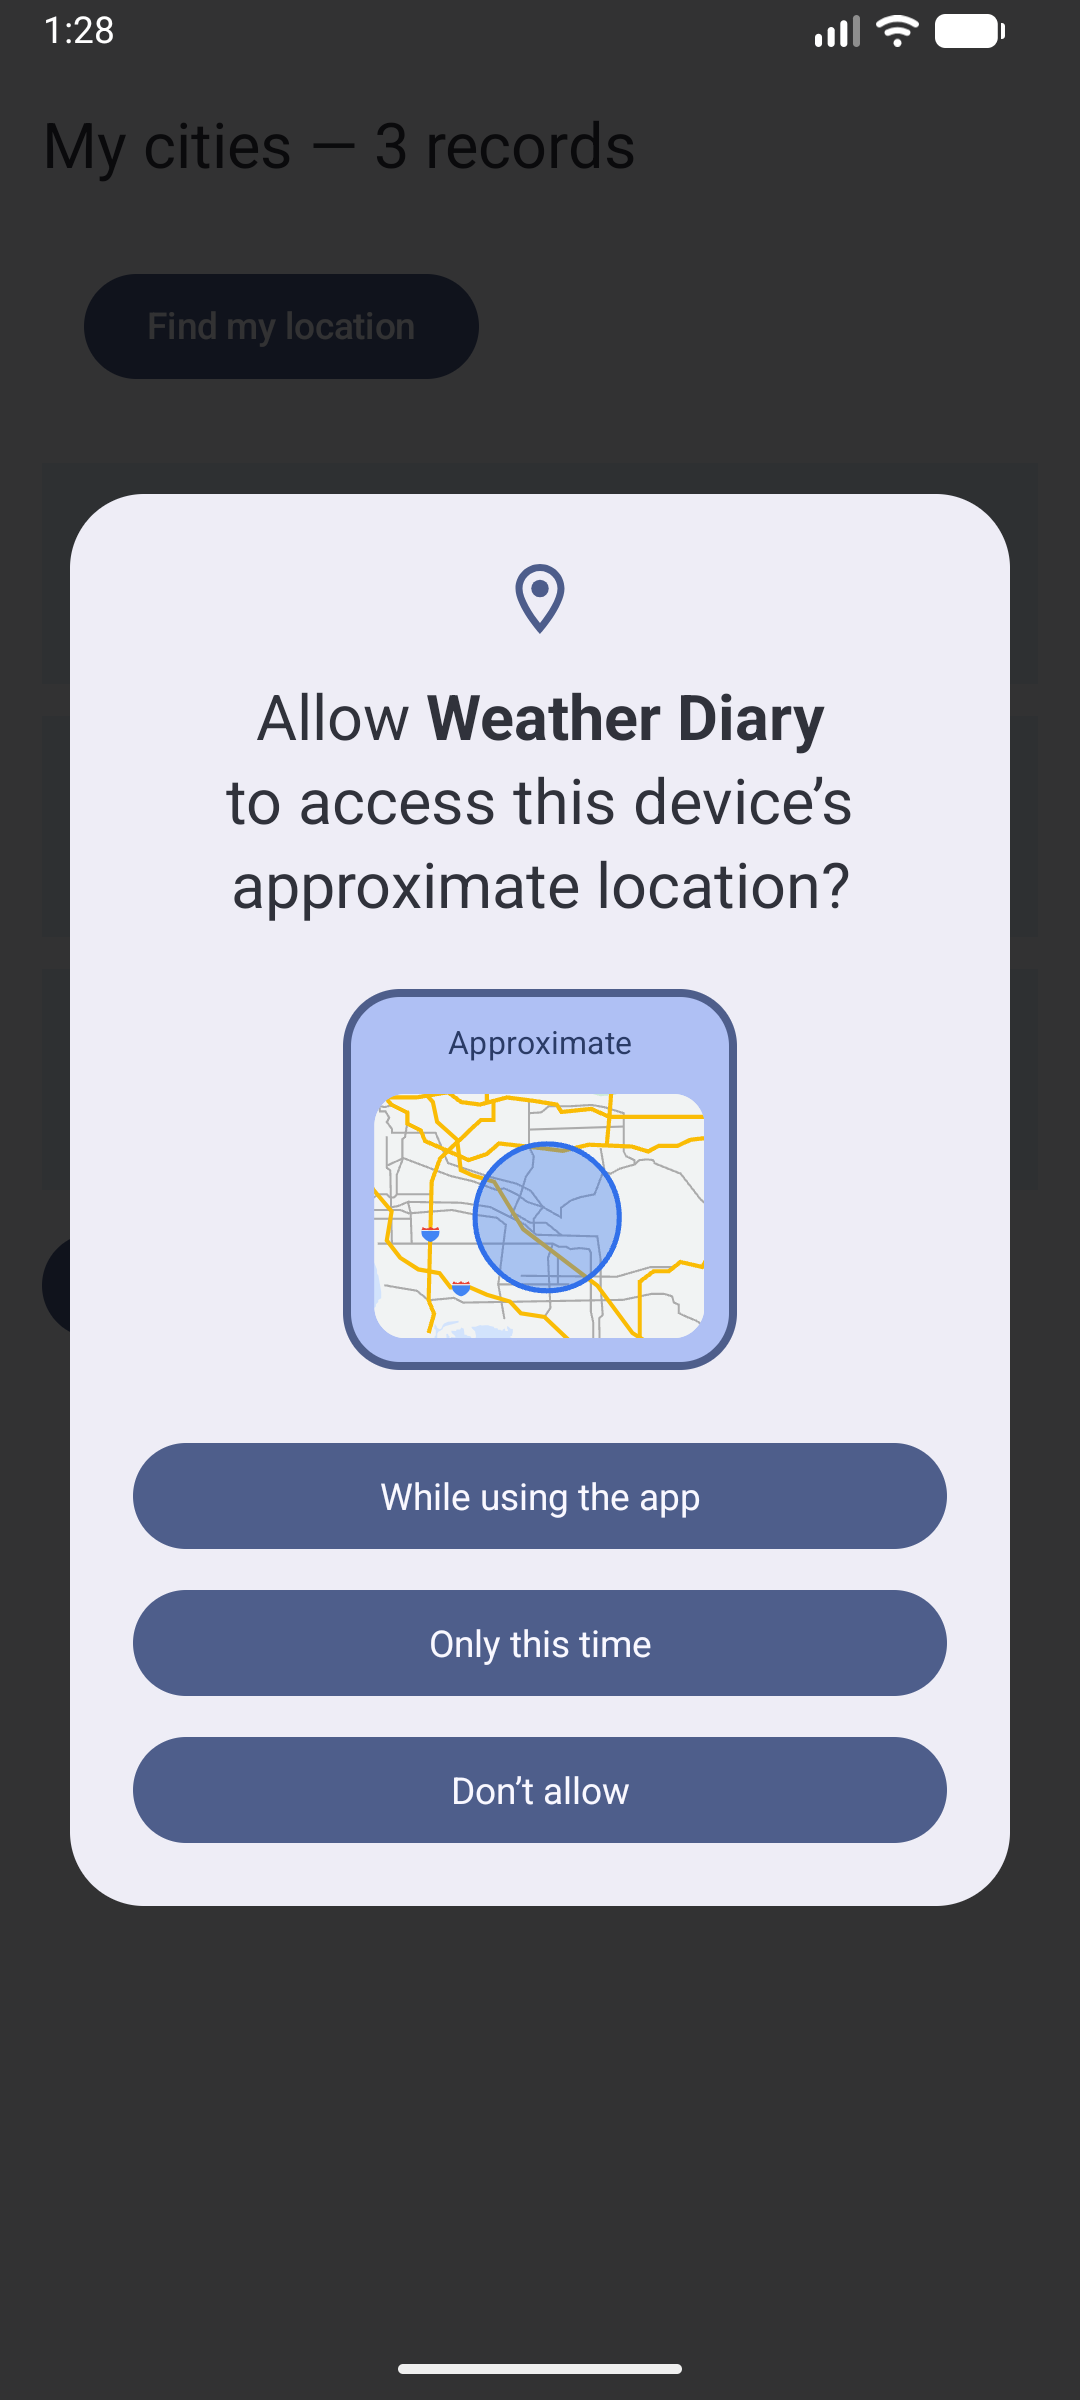 1:28
My cities — 3 records
Find my location
Allow Weather Diary
to access this device’s
approximate location?
Approximate
While using the app
Only this time
Don’t allow